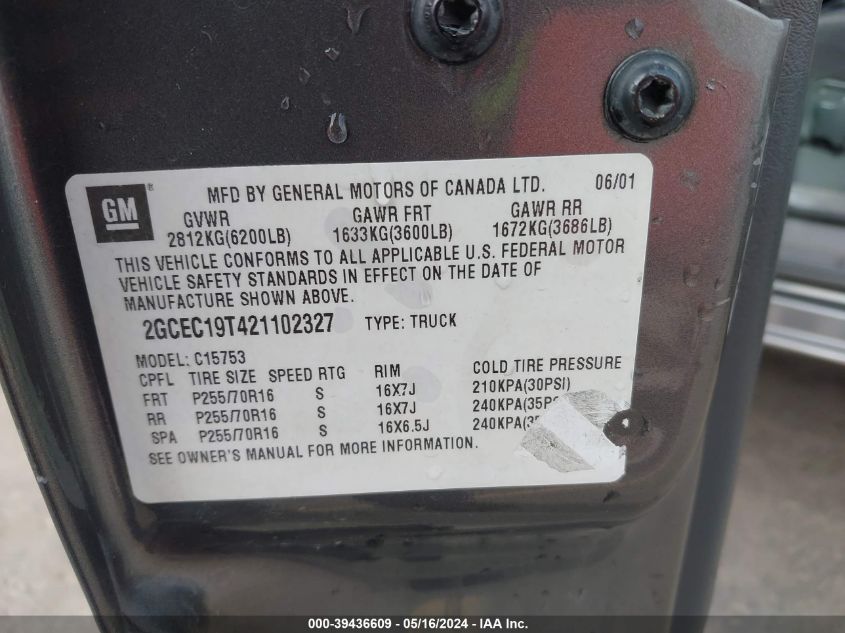 GM ® MFD BY GENERAL MOTORS OF CANADA LTD. 06/01
GVWR GAWR FRT GAWR RR
2812KG(6200LB) 1633KG(3600LB) 1672KG(3686LB)
THIS VEHICLE CONFORMS TO ALL APPLICABLE U.S. FEDERAL MOTOR
VEHICLE SAFETY STANDARDS IN EFFECT ON THE DATE OF
MANUFACTURE SHOWN ABOVE.
2GCEC19T421102327 TYPE: TRUCK
MODEL: C15753
CPFL TIRE SIZE SPEED RTG RIM COLD TIRE PRESSURE
FRT P255/70R16 S 16X7J 210KPA(30PSI)
RR P255/70R16 S 16X7J 240KPA(35PS
SPA P255/70R16 S 16X6.5J 240KPA(35
SEE OWNER'S MANUAL FOR MORE INFORMATION.
000-39436609 - 05/16/2024 - IAA Inc.